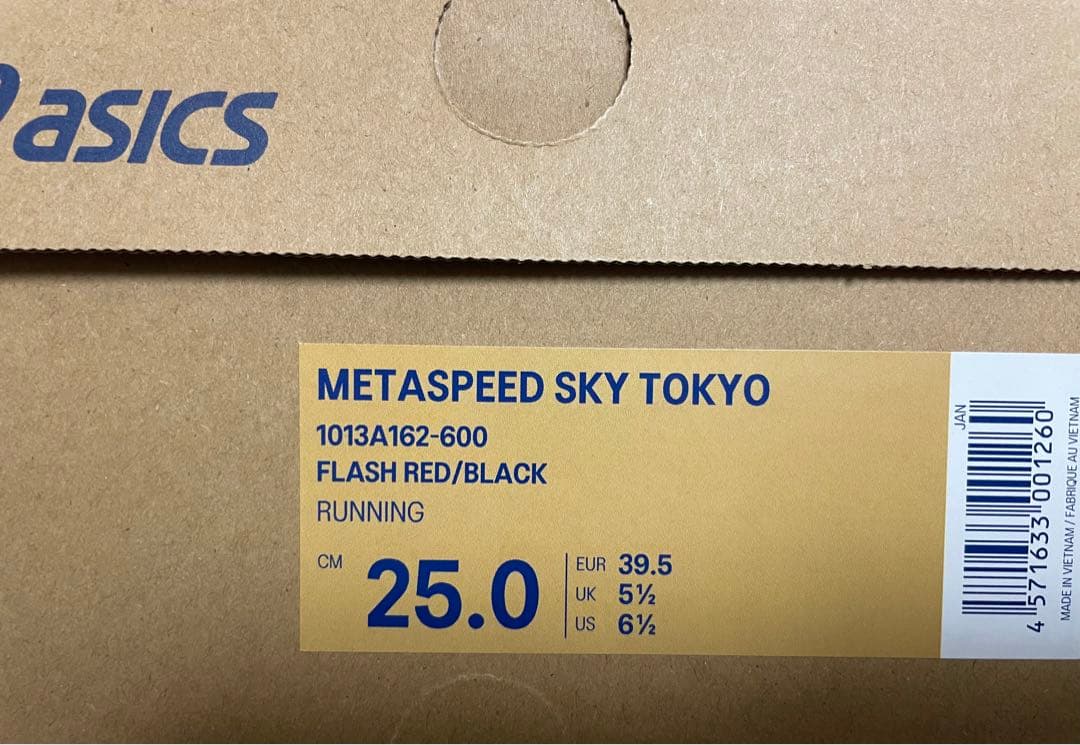 asics
METASPEED SKY TOKYO
1013A162-600
FLASH RED/BLACK
RUNNING
CM 25.0
EUR 39.5
UK 5½
US 6½
JAN
4 571633 001260
MADE IN VIETNAM / FABRIQUE AU VIETNAM